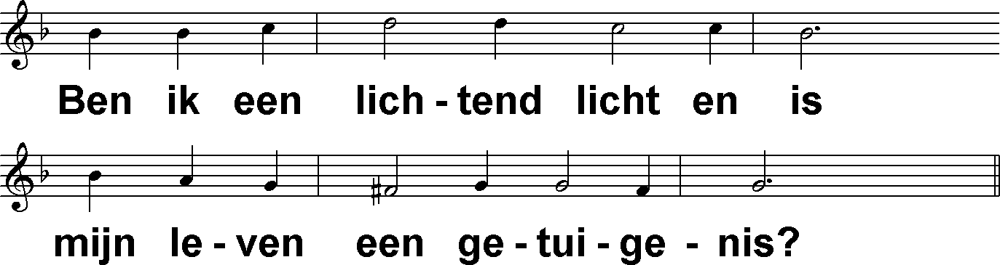 Ben ik een lich - tend licht en is
mijn le - ven een ge - tui - ge - nis?